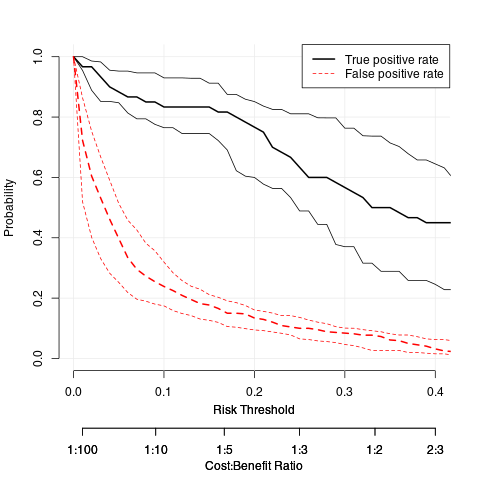 True positive rate
False positive rate
1.0
0.8
0.6
0.4
0.2
0.0
Probability
0.0 0.1 0.2 0.3 0.4
Risk Threshold
1:100 1:10 1:5 1:3 1:2 2:3
Cost:Benefit Ratio